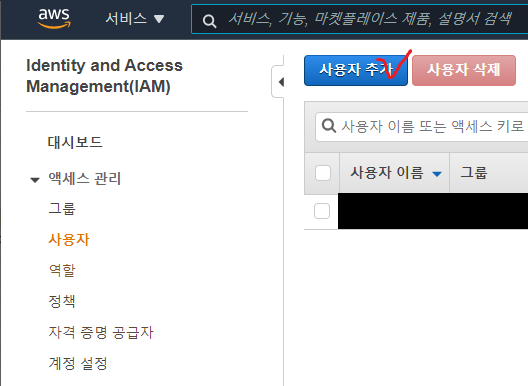 aws 서비스 ▼ 서비스, 기능, 마켓플레이스 제품, 설명서 검색
Identity and Access
Management(IAM)
대시보드
액세스 관리
그룹
사용자
역할
정책
자격 증명 공급자
계정 설정
사용자 추가 사용자 삭제
사용자 이름 또는 액세스 키로
사용자 이름 그룹